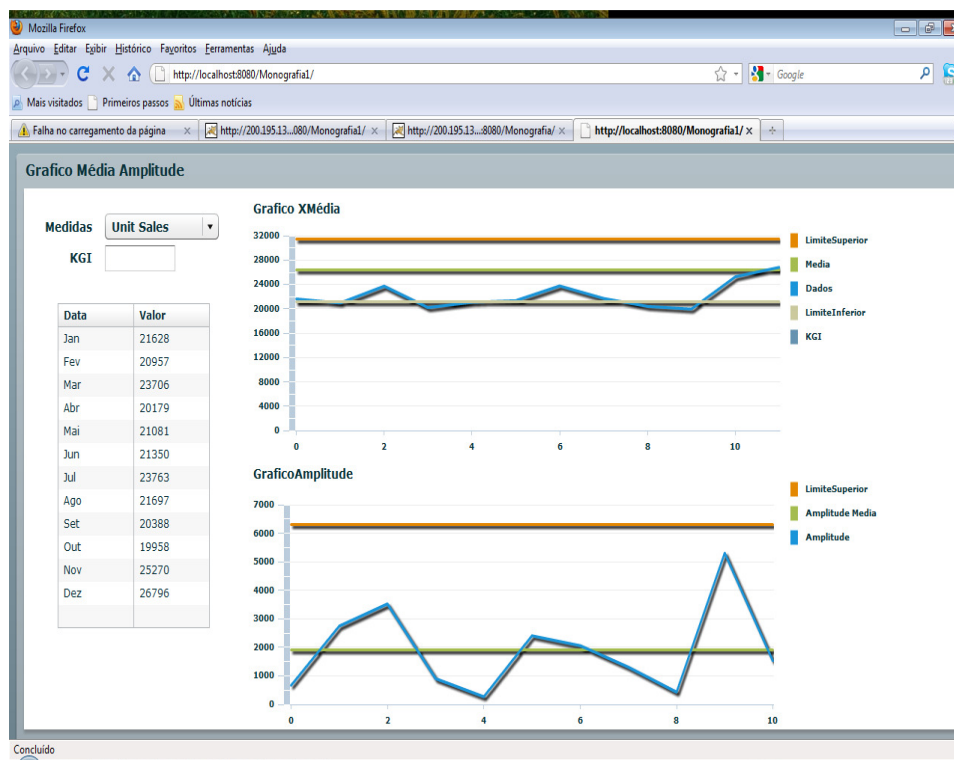 Mozilla Firefox
Arquivo Editar Exibir Histórico Favoritos Ferramentas Ajuda
http://localhost:8080/Monografia1/
Google
Mais visitados Primeiros passos Últimas notícias
Falha no carregamento da página × http://200.195.13...080/Monografia1/ × http://200.195.13...:8080/Monografia/ × http://localhost:8080/Monografia1/ ×
Grafico Média Amplitude
Medidas Unit Sales
KGI
Data Valor
Jan 21628
Fev 20957
Mar 23706
Abr 20179
Mai 21081
Jun 21350
Jul 23763
Ago 21697
Set 20388
Out 19958
Nov 25270
Dez 26796
Grafico XMédia
32000
28000
24000
20000
16000
12000
8000
4000
0
0 2 4 6 8 10
LimiteSuperior
Media
Dados
LimiteInferior
KGI
GraficoAmplitude
7000
6000
5000
4000
3000
2000
1000
0
0 2 4 6 8 10
LimiteSuperior
Amplitude Media
Amplitude
Concluído